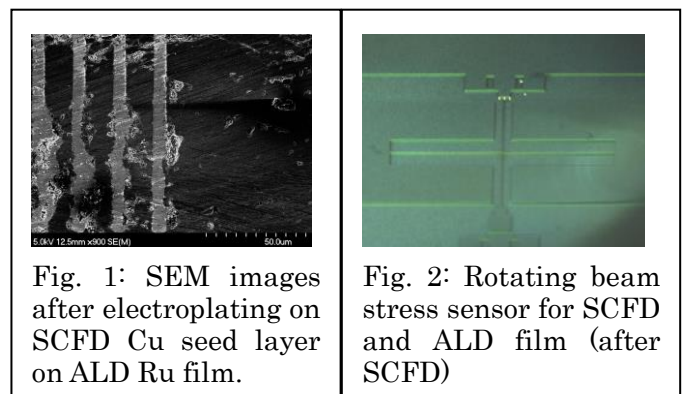 5.0kV 12.5mm x900 SE(M)
50.0um
Fig. 1: SEM images
after electroplating on
SCFD Cu seed layer
on ALD Ru film.
Fig. 2: Rotating beam
stress sensor for SCFD
and ALD film (after
SCFD)